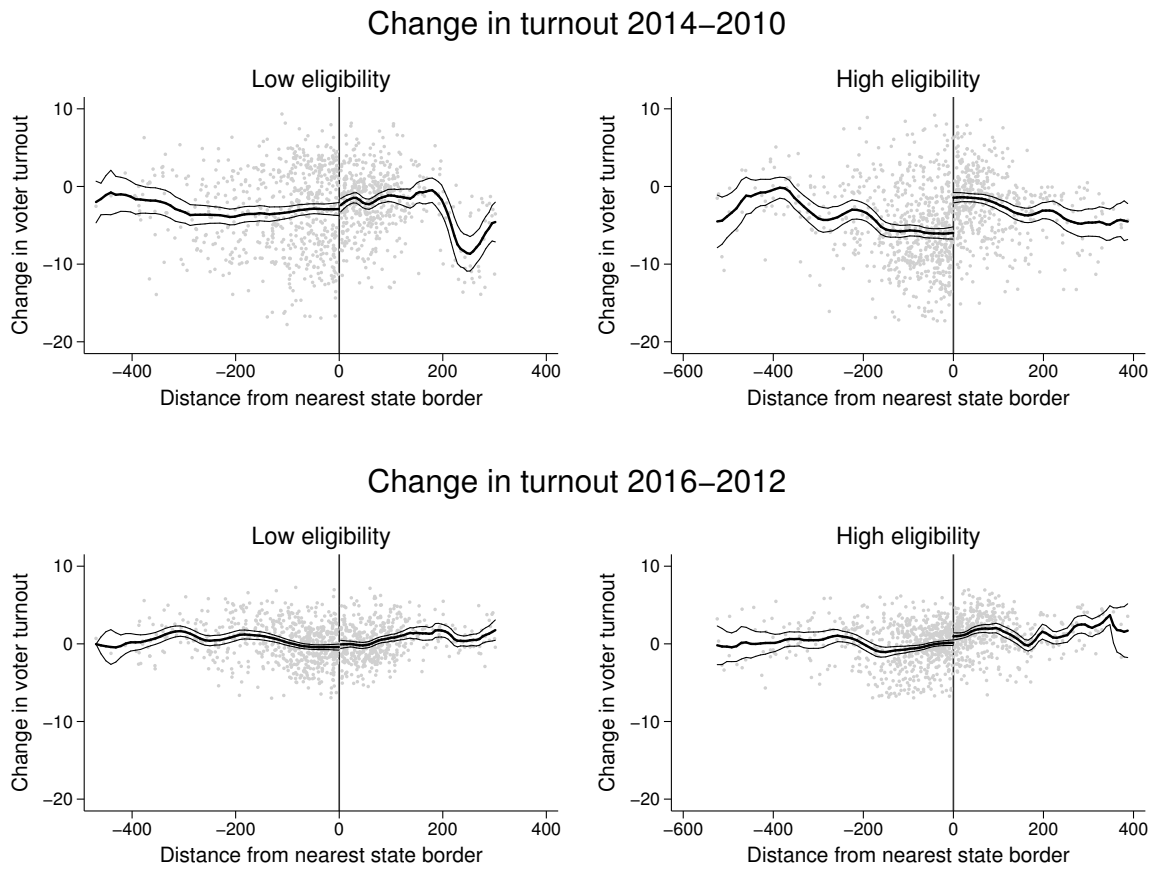 Change in turnout 2014−2010
Low eligibility
Change in voter turnout
10
0
−10
−20
−400
−200
0
200
400
Distance from nearest state border
High eligibility
Change in voter turnout
10
0
−10
−20
−600
−400
−200
0
200
400
Distance from nearest state border
Change in turnout 2016−2012
Low eligibility
Change in voter turnout
10
0
−10
−20
−400
−200
0
200
400
Distance from nearest state border
High eligibility
Change in voter turnout
10
0
−10
−20
−600
−400
−200
0
200
400
Distance from nearest state border